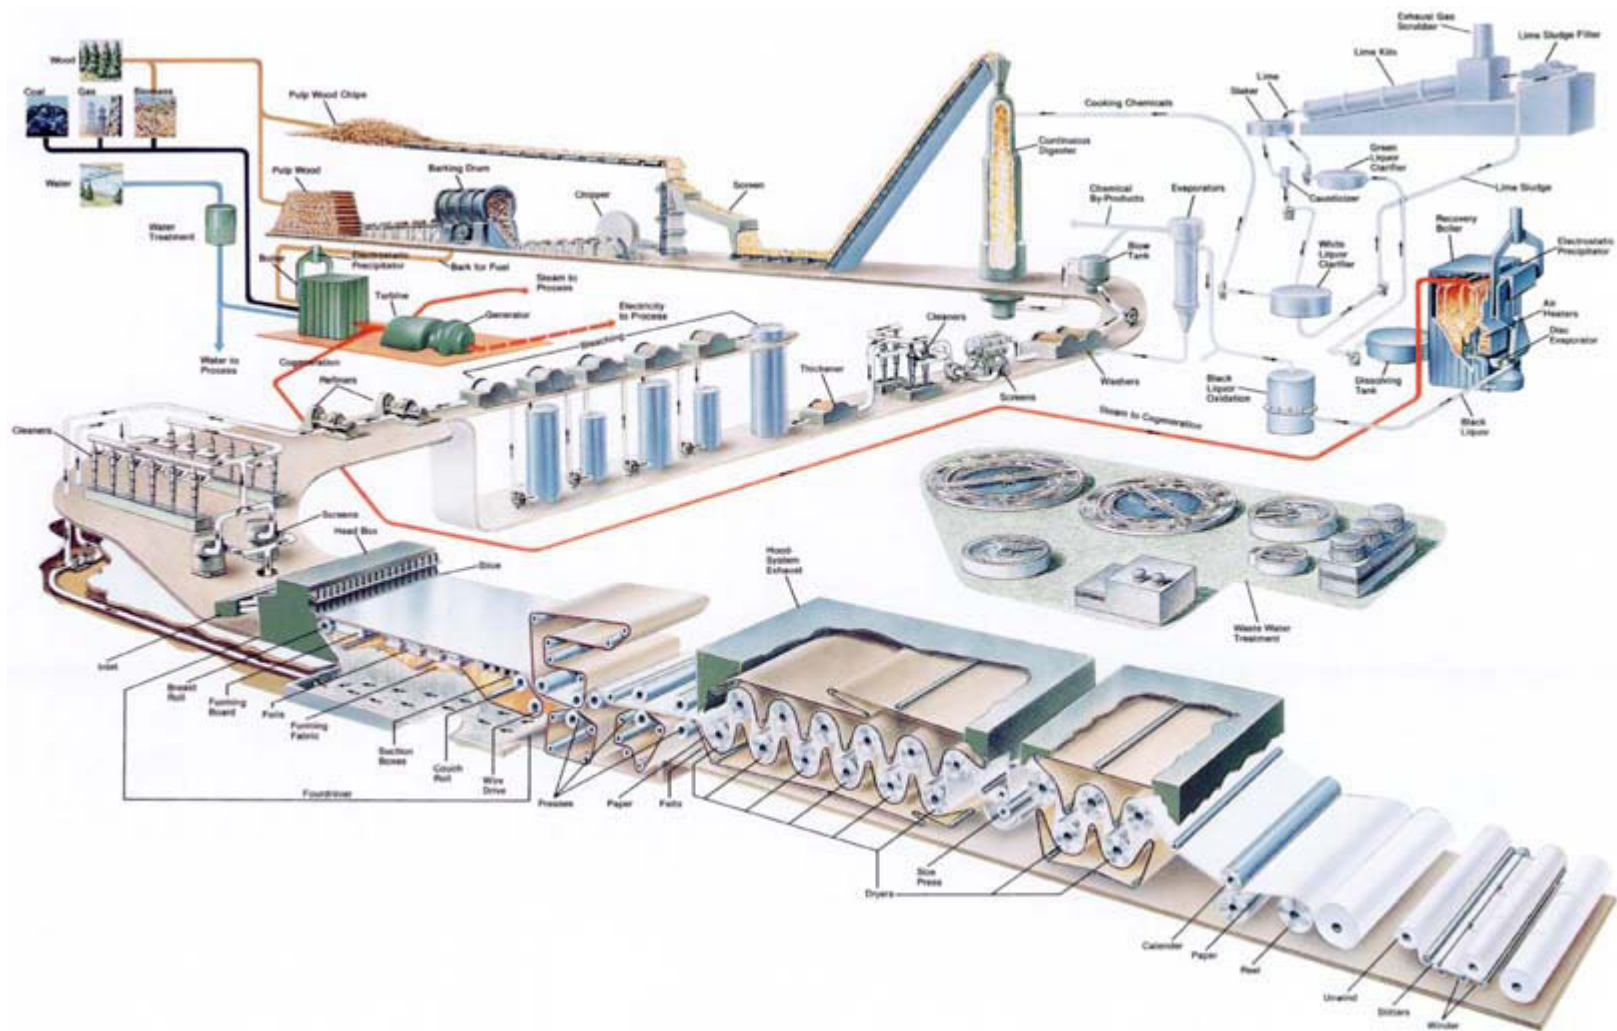 Wood
Coal
Gas
Biomass
Water
Water
Treatment
Pulp Wood Chips
Pulp Wood
Barking Drum
Chipper
Screen
Boiler
Electrostatic
Precipitator
Bark for Fuel
Turbine
Generator
Steam to
Process
Electricity
to Process
Cogeneration
Water to
Process
Cooking Chemicals
Continuous
Digester
Chemical
By-Products
Evaporators
Blow
Tank
Exhaust Gas
Scrubber
Lime Kiln
Lime Sludge Filter
Lime
Slaker
Green
Liquor
Clarifier
Causticizer
Lime Sludge
White
Liquor
Clarifier
Recovery
Boiler
Electrostatic
Precipitator
Air
Heaters
Disc
Evaporator
Dissolving
Tank
Black
Liquor
Oxidation
Black
Liquor
Steam to Cogeneration
Bleaching
Refiners
Thickener
Cleaners
Screens
Washers
Cleaners
Screens
Head Box
Slice
Inlet
Breast
Roll
Forming
Board
Foils
Forming
Fabric
Suction
Boxes
Couch
Roll
Wire
Drive
Fourdrinier
Presses
Paper
Felts
Hood-
System
Exhaust
Waste Water
Treatment
Dryers
Size
Press
Calender
Paper
Reel
Unwind
Slitters
Winder